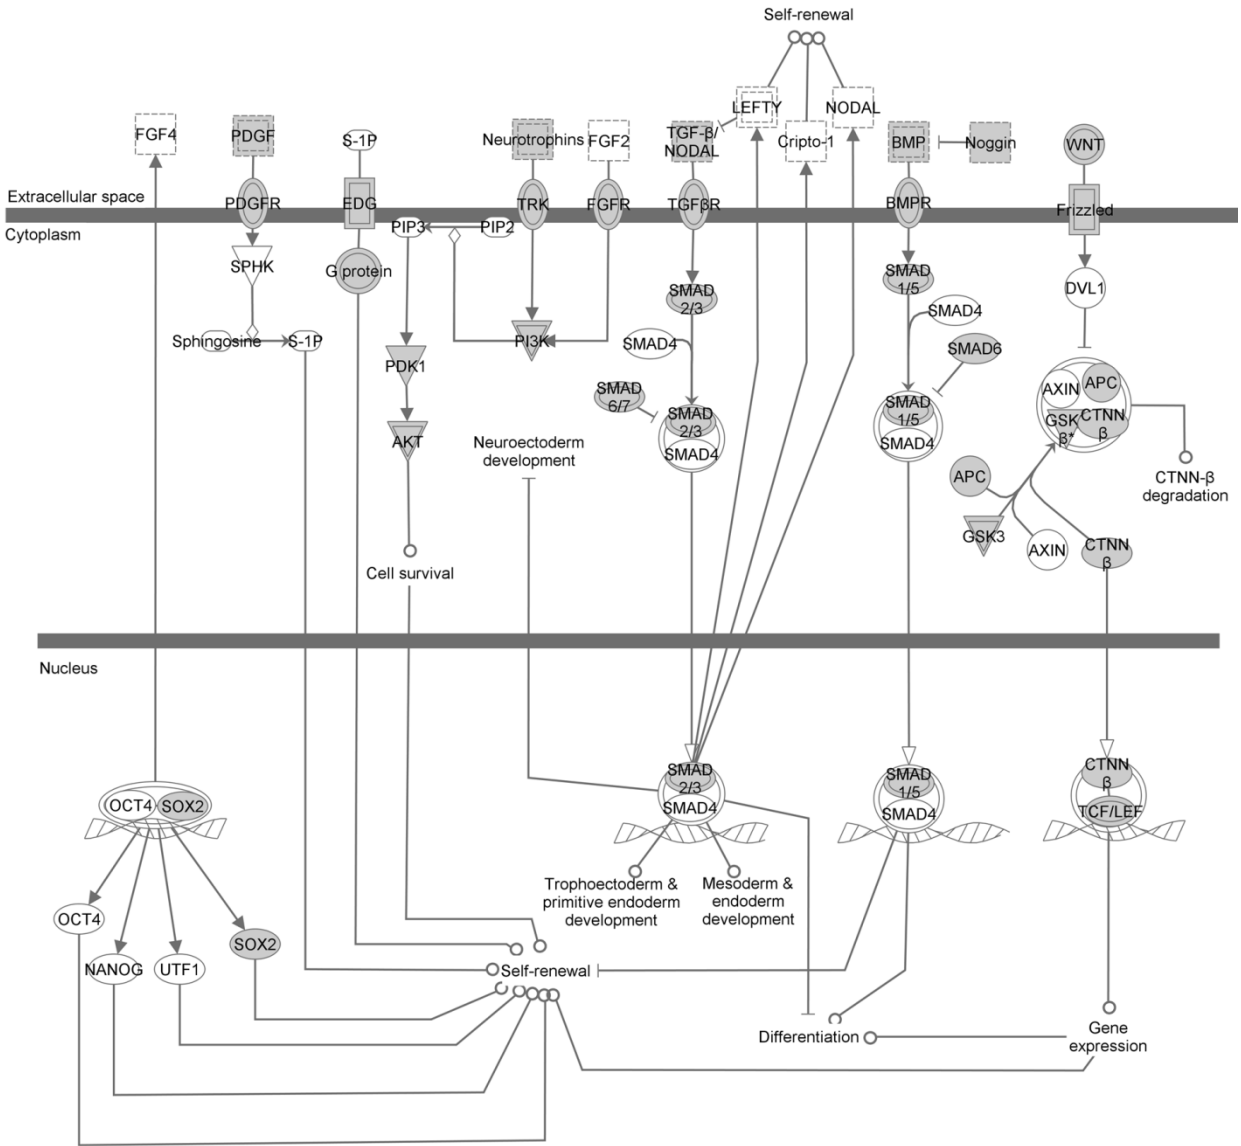 Self-renewal
FGF4
PDGF
S-1P
Neurotrophins
FGF2
TGF-β/
NODAL
LEFTY
Cripto-1
NODAL
BMP
Noggin
WNT
Extracellular space
PDGFR
EDG
TRK
FGFR
TGFβR
BMPR
Frizzled
Cytoplasm
PIP3
PIP2
SPHK
G protein
SMAD
2/3
SMAD
1/5
DVL1
Sphingosine
S-1P
PDK1
PI3K
SMAD4
SMAD4
SMAD6
AXIN
APC
GSK
β*
CTNN
β
SMAD
6/7
SMAD
2/3
SMAD4
SMAD
1/5
SMAD4
AKT
Neuroectoderm
development
APC
GSK3
AXIN
CTNN
β
CTNN-β
degradation
Cell survival
Nucleus
OCT4
SOX2
SMAD
2/3
SMAD4
SMAD
1/5
SMAD4
CTNN
β
TCF/LEF
Trophoectoderm &
primitive endoderm
development
Mesoderm &
endoderm
development
OCT4
NANOG
UTF1
SOX2
Self-renewal
Differentiation
Gene
expression